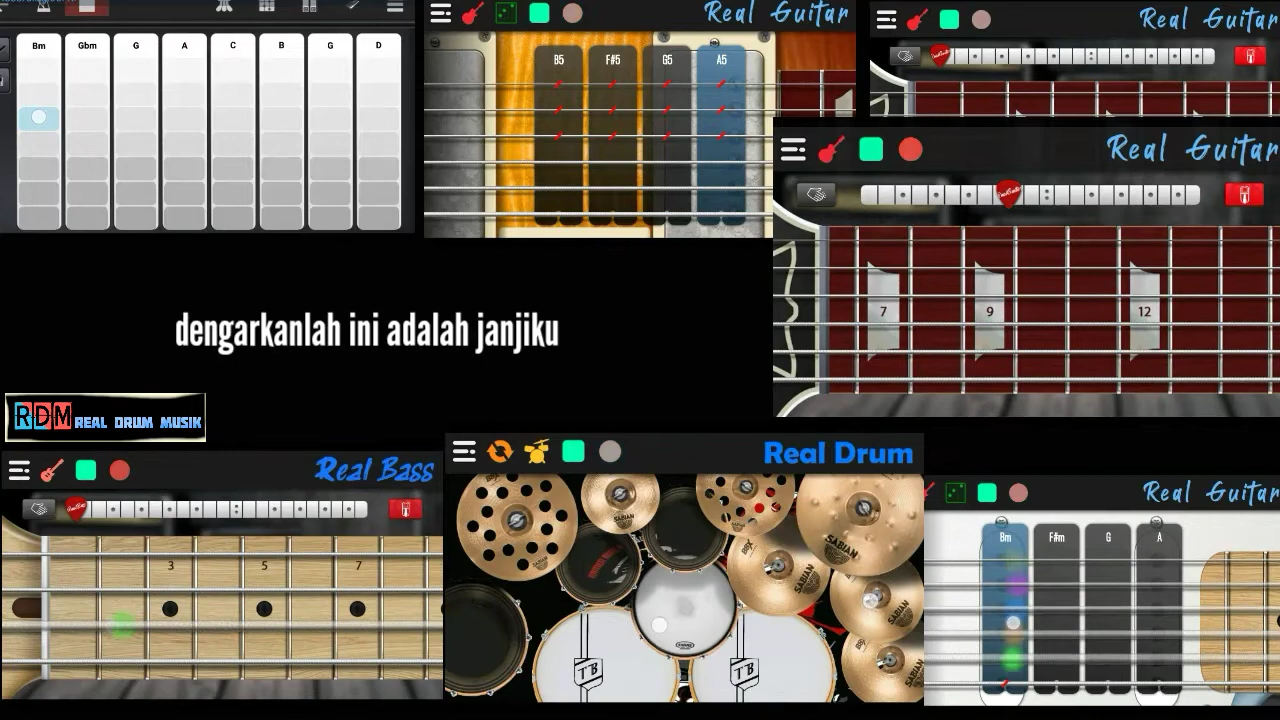 Bm Gbm G A C B G D
Real Guitar
B5 F#5 G5 A5
Real Guitar
Real Guitar
7 9 12
dengarkanlah ini adalah janjiku
RDM REAL DRUM MUSIK
Real Bass
3 5 7
Real Drum
SABIAN
SABIAN
SABIAN
SABIAN
SABIAN
TB TB
Real Guitar
Bm F#m G A